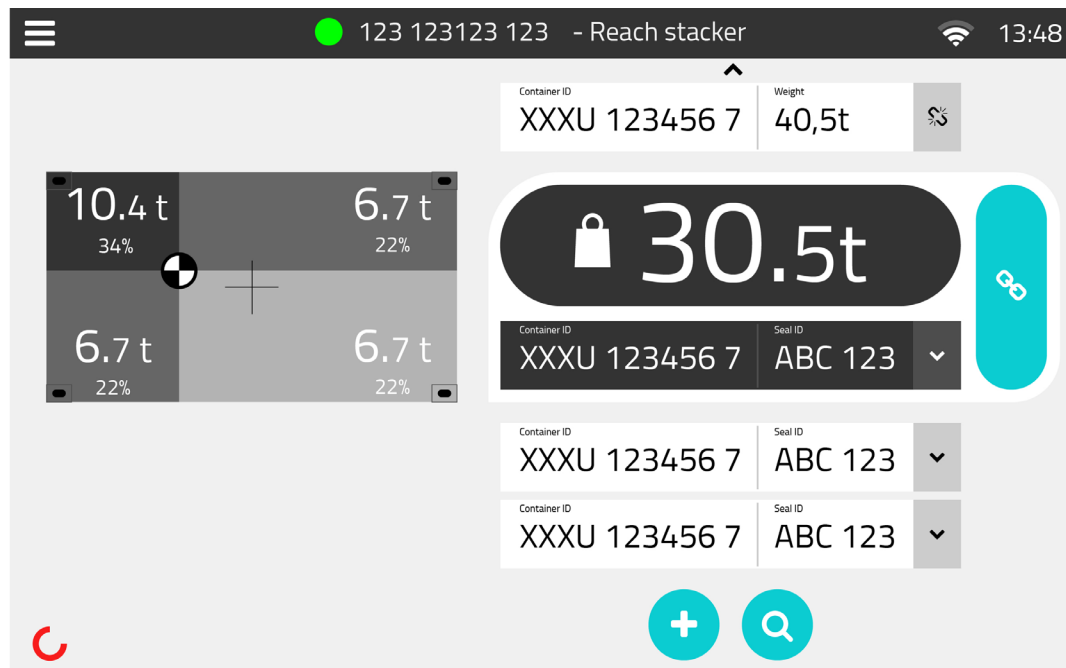 123 123123 123 - Reach stacker 13:48
Container ID Weight
XXXU 123456 7 40,5t
10.4 t 6.7 t
34% 22%
30.5t
6.7 t 6.7 t
22% 22%
Container ID Seal ID
XXXU 123456 7 ABC 123
Container ID Seal ID
XXXU 123456 7 ABC 123
Container ID Seal ID
XXXU 123456 7 ABC 123